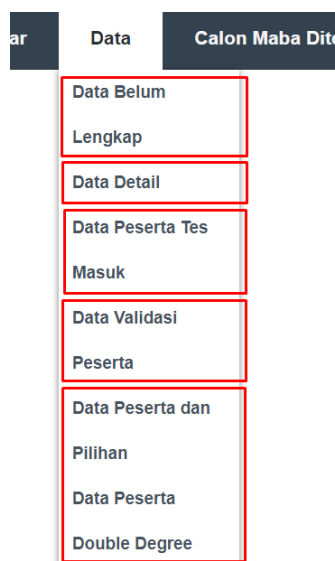 ar Data Calon Maba Dite
Data Belum
Lengkap
Data Detail
Data Peserta Tes
Masuk
Data Validasi
Peserta
Data Peserta dan
Pilihan
Data Peserta
Double Degree